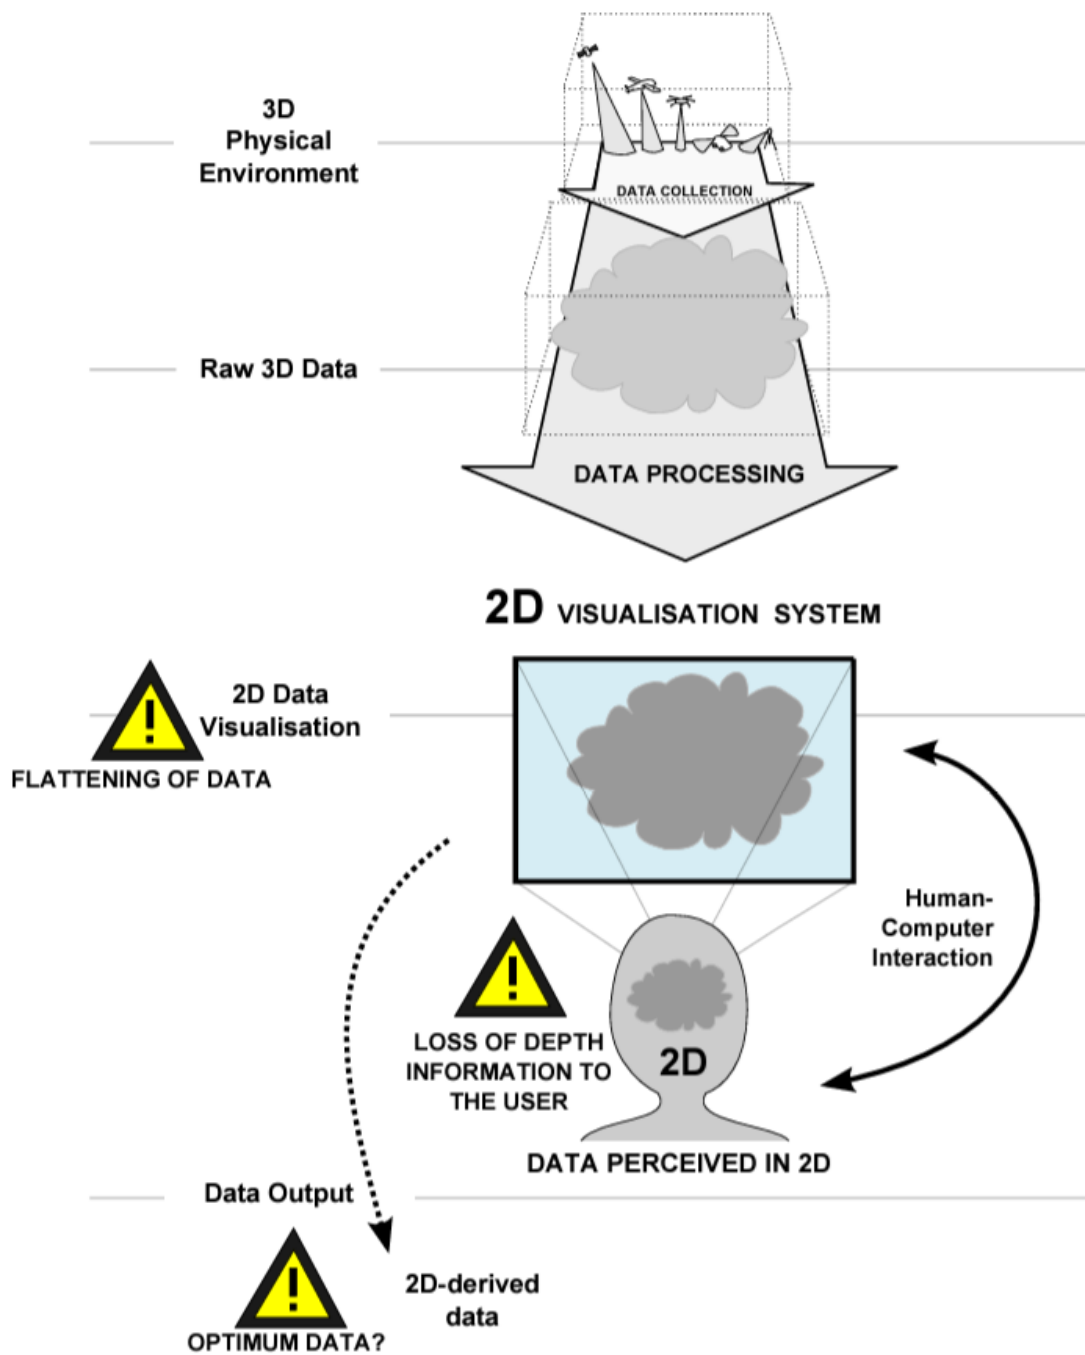 3D
Physical
Environment
DATA COLLECTION
Raw 3D Data
DATA PROCESSING
2D VISUALISATION SYSTEM
!
2D Data
Visualisation
FLATTENING OF DATA
Human-
Computer
Interaction
!
LOSS OF DEPTH
INFORMATION TO
THE USER
2D
DATA PERCEIVED IN 2D
Data Output
!
OPTIMUM DATA?
2D-derived
data